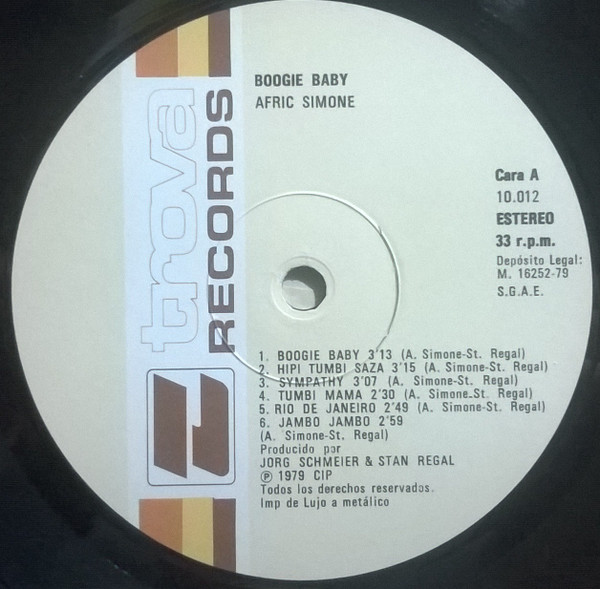 BOOGIE BABY
AFRIC SIMONE
trova
RECORDS
Cara A
10.012
ESTEREO
33 r.p.m.
Depósito Legal:
M. 16252-79
S.G.A.E.
1. BOOGIE BABY 3'13 (A. Simone-St. Regal)
2. HIPI TUMBI SAZA 3'15 (A. Simone-St. Regal)
3. SYMPATHY 3'07 (A. Simone-St. Regal)
4. TUMBI MAMA 2'30 (A. Simone-St. Regal)
5. RIO DE JANEIRO 2'49 (A. Simone-St. Regal)
6. JAMBO JAMBO 2'59
(A. Simone-St. Regal)
Producido por
JORG SCHMEIER & STAN REGAL
Ⓟ 1979 CIP
Todos los derechos reservados.
Imp de Lujo a metálico